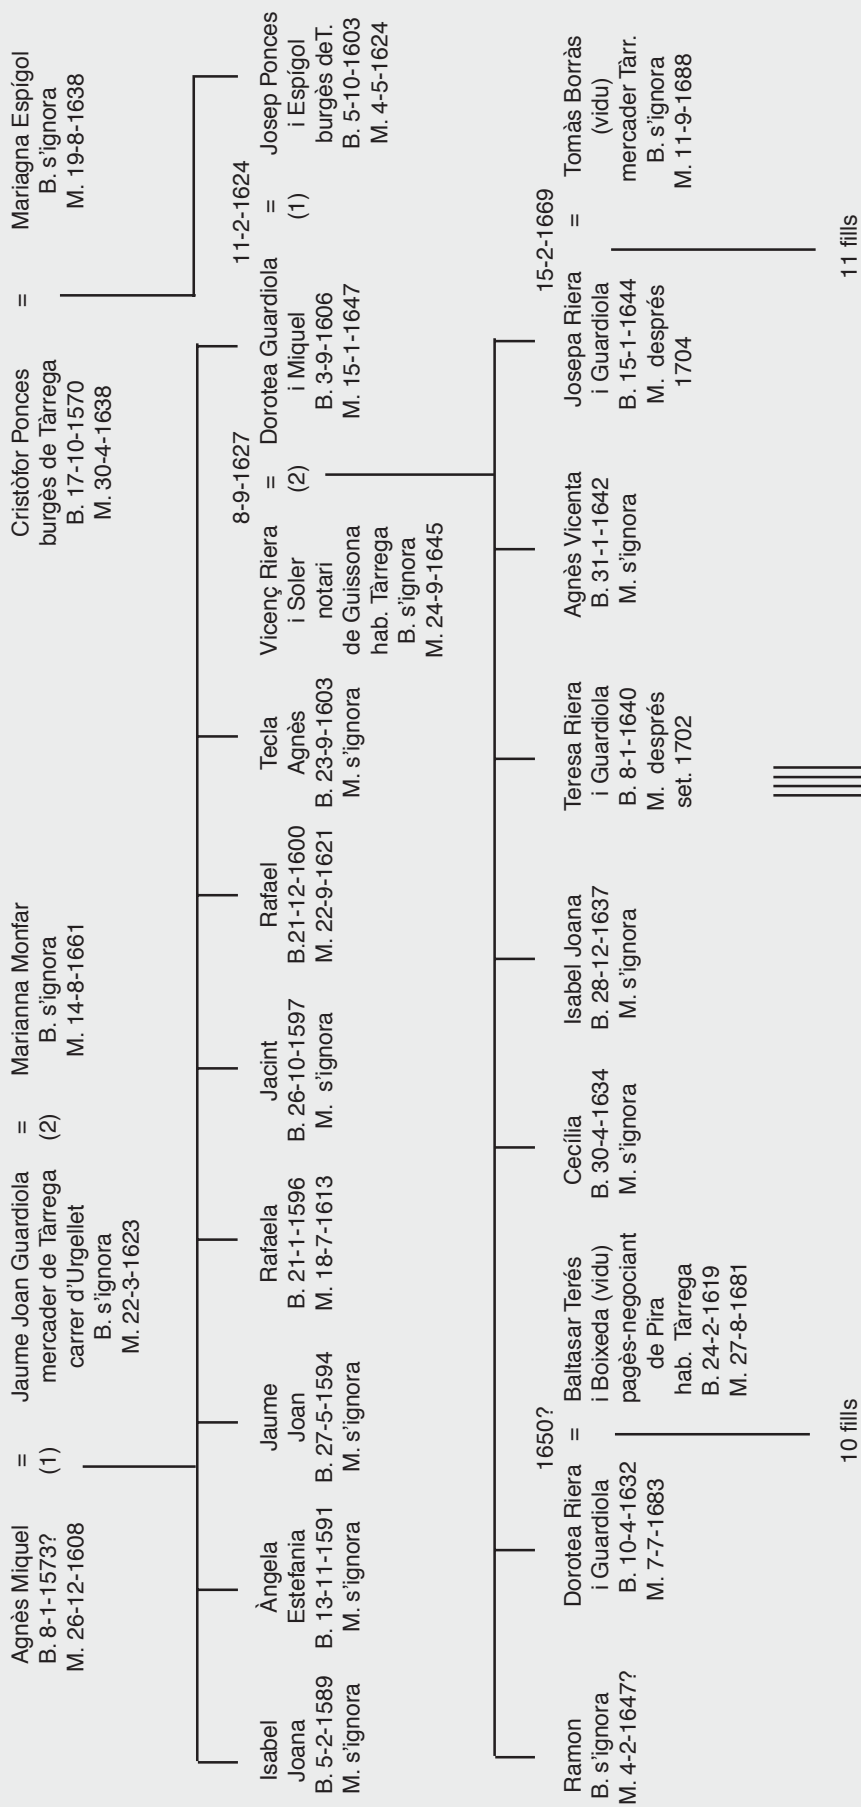 Agnès Miquel
B. 8-1-1573?
M. 26-12-1608
=
(1)
Jaume Joan Guardiola
mercader de Tàrrega
carrer d'Urgellet
B. s'ignora
M. 22-3-1623
=
(2)
Marianna Monfar
B. s'ignora
M. 14-8-1661
Cristòfor Ponces
burgès de Tàrrega
B. 17-10-1570
M. 30-4-1638
=
Mariagna Espígol
B. s'ignora
M. 19-8-1638
Isabel
Joana
B. 5-2-1589
M. s'ignora
Àngela
Estefania
B. 13-11-1591
M. s'ignora
Jaume
Joan
B. 27-5-1594
M. s'ignora
Rafaela
B. 21-1-1596
M. 18-7-1613
Jacint
B. 26-10-1597
M. s'ignora
Rafael
B.21-12-1600
M. 22-9-1621
Tecla
Agnès
B. 23-9-1603
M. s'ignora
Vicenç Riera
i Soler
notari
de Guissona
hab. Tàrrega
B. s'ignora
M. 24-9-1645
8-9-1627
=
(2)
Dorotea Guardiola
i Miquel
B. 3-9-1606
M. 15-1-1647
11-2-1624
=
(1)
Josep Ponces
i Espígol
burgès deT.
B. 5-10-1603
M. 4-5-1624
Ramon
B. s'ignora
M. 4-2-1647?
Dorotea Riera
i Guardiola
B. 10-4-1632
M. 7-7-1683
1650?
=
Baltasar Terés
i Boixeda (vidu)
pagès-negociant
de Pira
hab. Tàrrega
B. 24-2-1619
M. 27-8-1681
Cecília
B. 30-4-1634
M. s'ignora
Isabel Joana
B. 28-12-1637
M. s'ignora
Teresa Riera
i Guardiola
B. 8-1-1640
M. després
set. 1702
Agnès Vicenta
B. 31-1-1642
M. s'ignora
Josepa Riera
i Guardiola
B. 15-1-1644
M. després
1704
15-2-1669
=
Tomàs Borràs
(vidu)
mercader Tàrr.
B. s'ignora
M. 11-9-1688
10 fills
11 fills